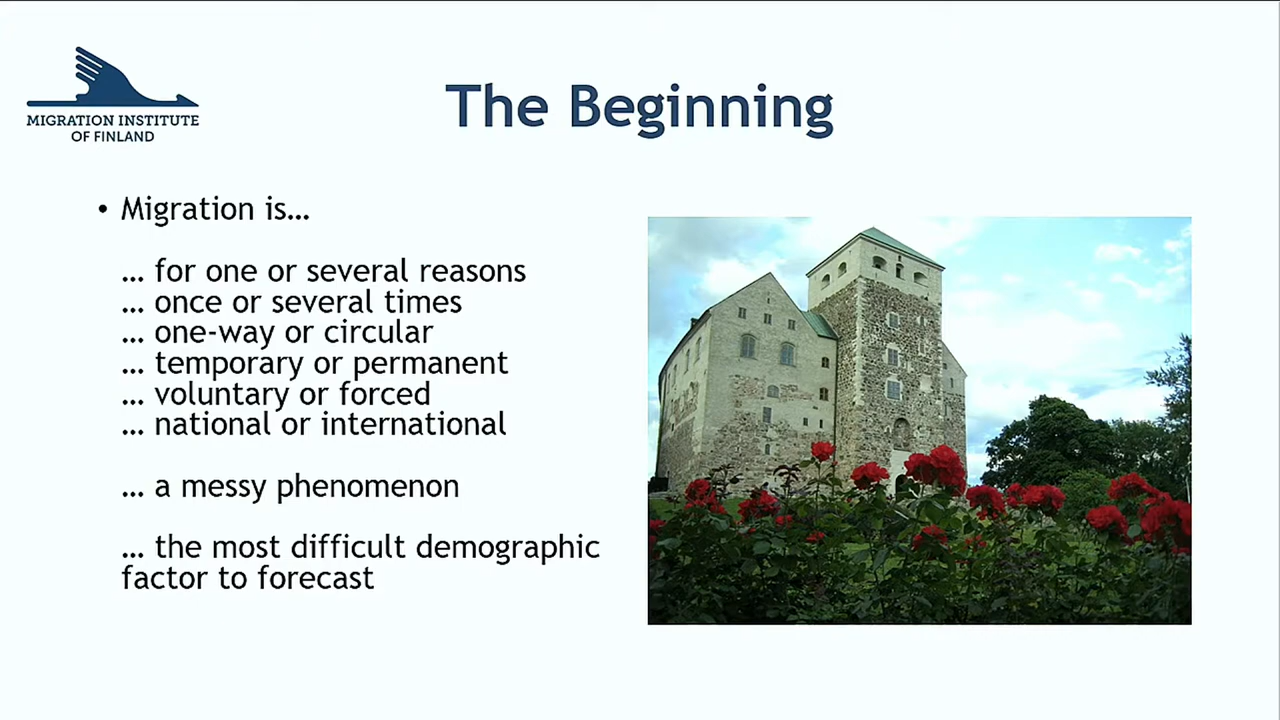 MIGRATION INSTITUTE
OF FINLAND
The Beginning
• Migration is...
... for one or several reasons
... once or several times
... one-way or circular
... temporary or permanent
... voluntary or forced
... national or international
... a messy phenomenon
... the most difficult demographic
factor to forecast